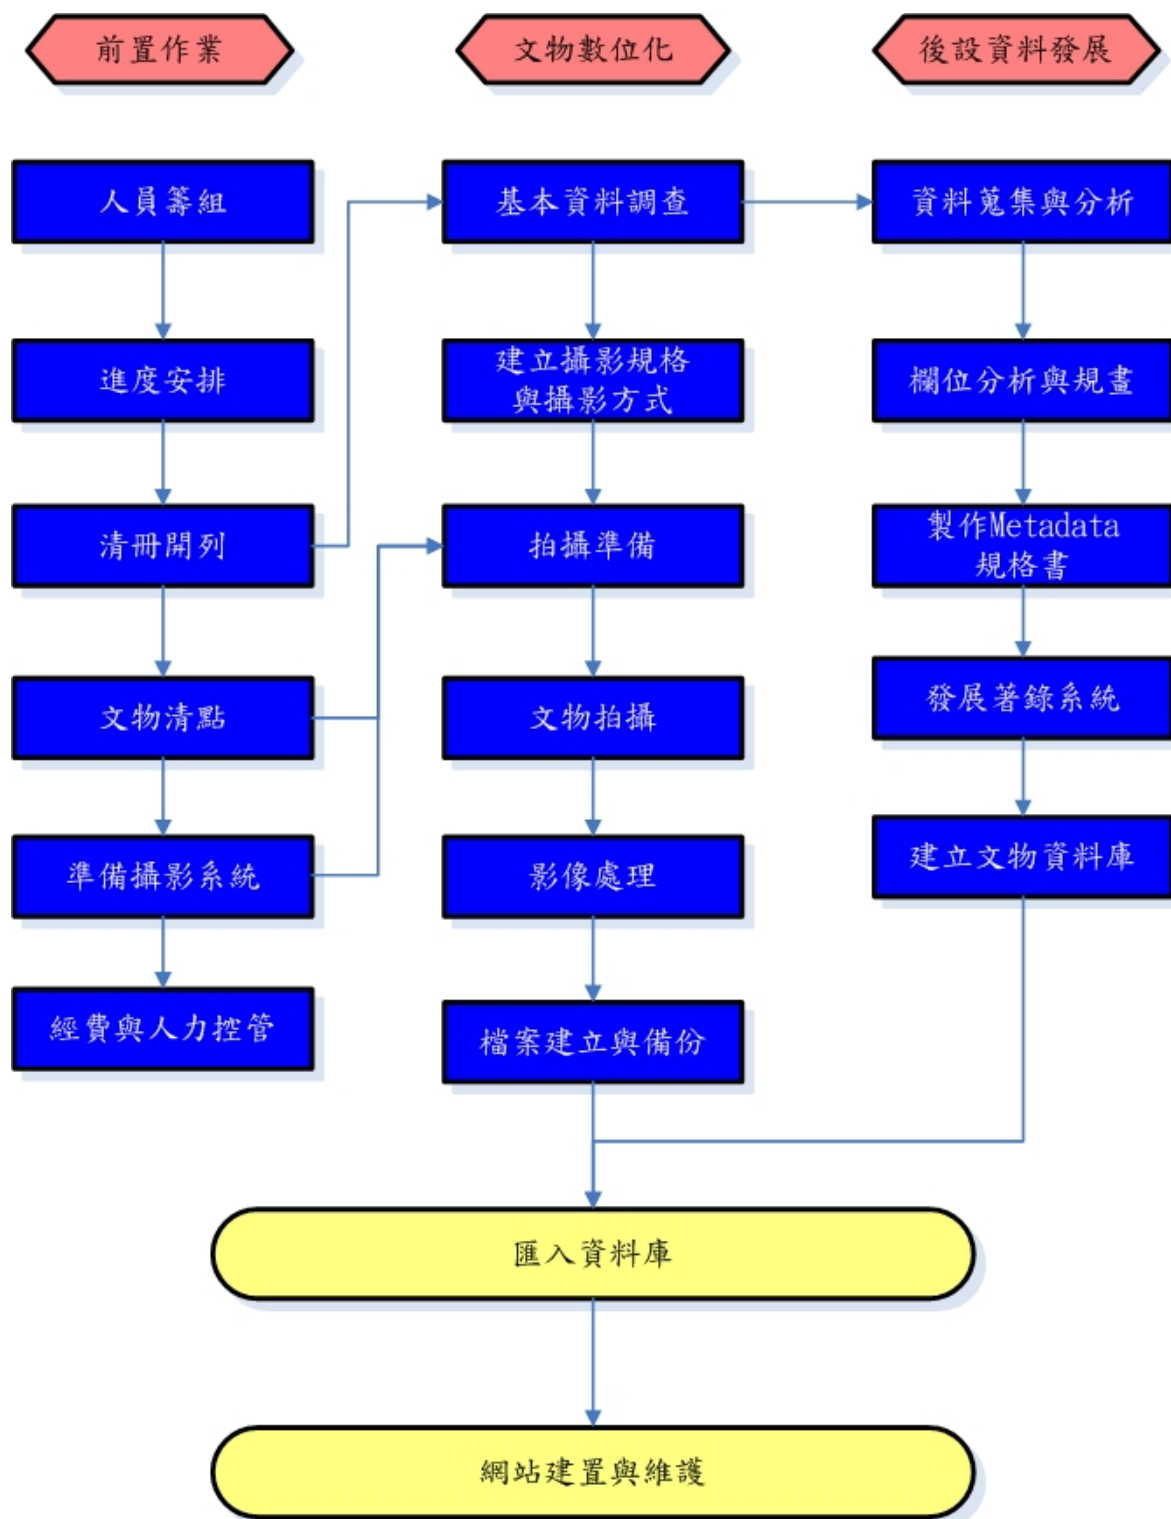 前置作業
文物數位化
後設資料發展
人員籌組
進度安排
清冊開列
文物清點
準備攝影系統
經費與人力控管
基本資料調查
建立攝影規格
與攝影方式
拍攝準備
文物拍攝
影像處理
檔案建立與備份
資料蒐集與分析
欄位分析與規畫
製作Metadata
規格書
發展著錄系統
建立文物資料庫
匯入資料庫
網站建置與維護